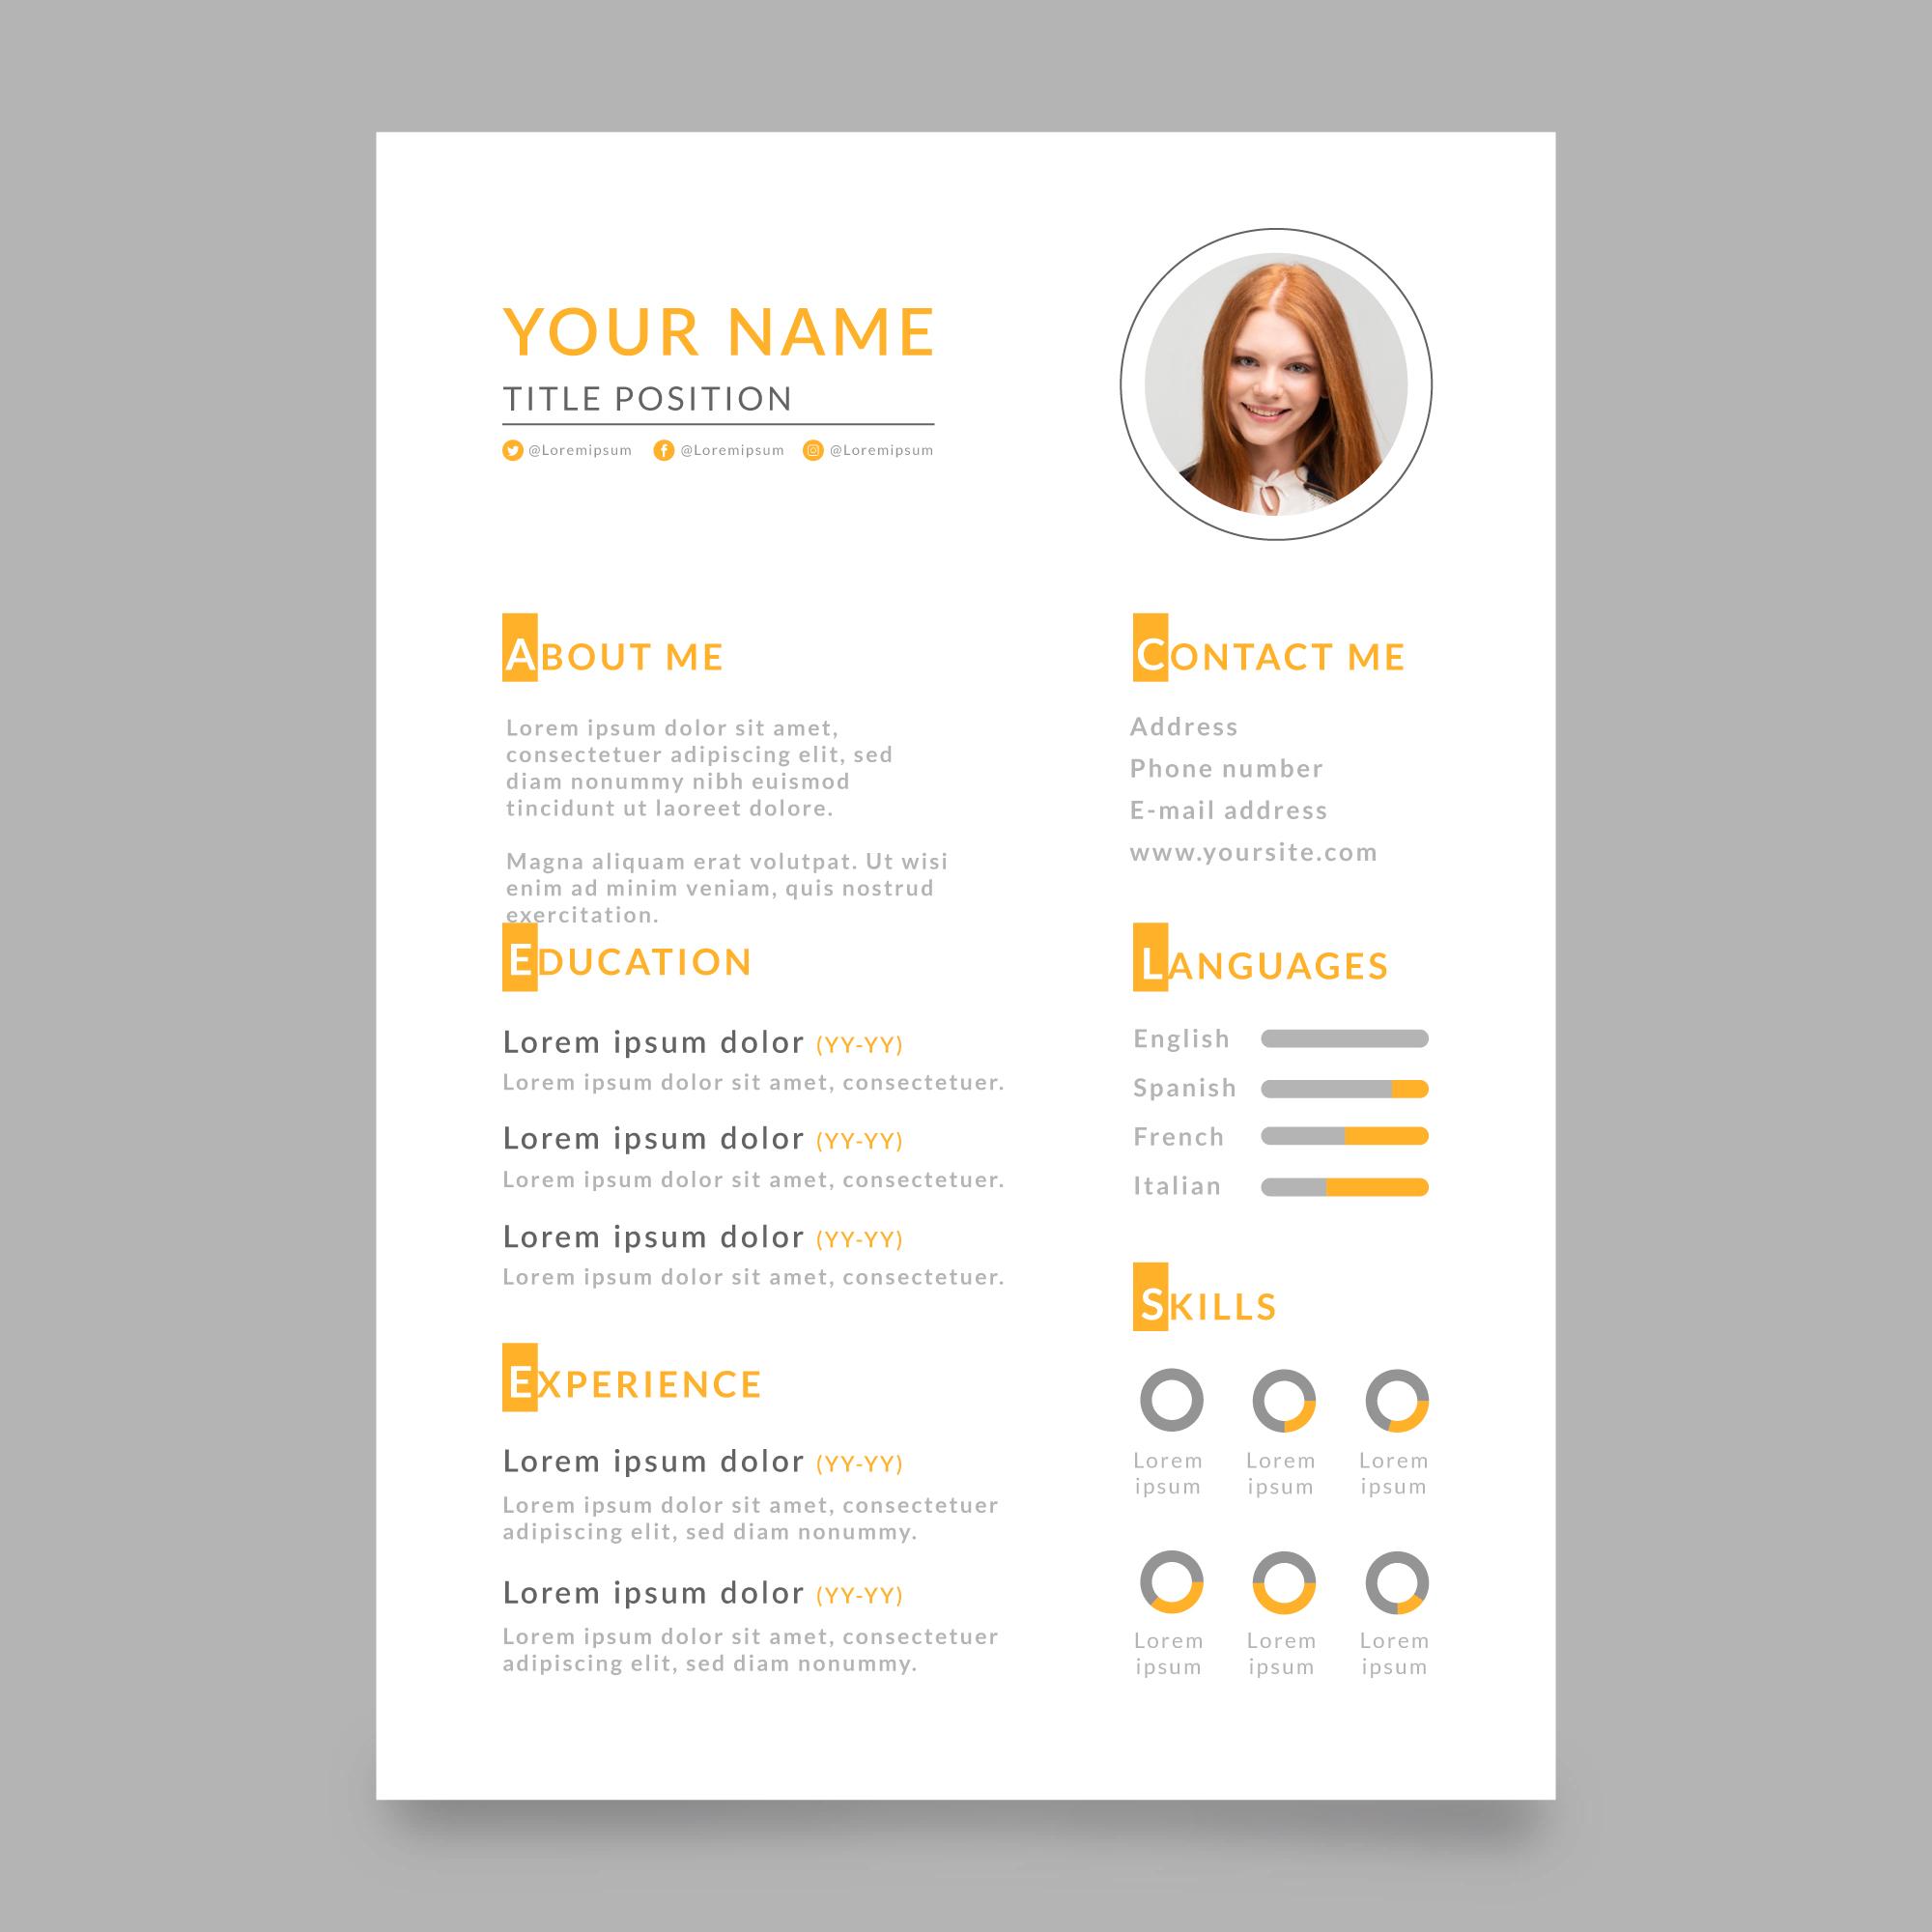 YOUR NAME
TITLE POSITION
@Loremipsum @Loremipsum @Loremipsum
ABOUT ME
Lorem ipsum dolor sit amet,
consectetuer adipiscing elit, sed
diam nonummy nibh euismod
tincidunt ut laoreet dolore.
Magna aliquam erat volutpat. Ut wisi
enim ad minim veniam, quis nostrud
exercitation.
EDUCATION
Lorem ipsum dolor (YY-YY)
Lorem ipsum dolor sit amet, consectetuer.
Lorem ipsum dolor (YY-YY)
Lorem ipsum dolor sit amet, consectetuer.
Lorem ipsum dolor (YY-YY)
Lorem ipsum dolor sit amet, consectetuer.
EXPERIENCE
Lorem ipsum dolor (YY-YY)
Lorem ipsum dolor sit amet, consectetuer
adipiscing elit, sed diam nonummy.
Lorem ipsum dolor (YY-YY)
Lorem ipsum dolor sit amet, consectetuer
adipiscing elit, sed diam nonummy.
CONTACT ME
Address
Phone number
E-mail address
www.yoursite.com
LANGUAGES
English
Spanish
French
Italian
SKILLS
Lorem Lorem Lorem
ipsum ipsum ipsum
Lorem Lorem Lorem
ipsum ipsum ipsum